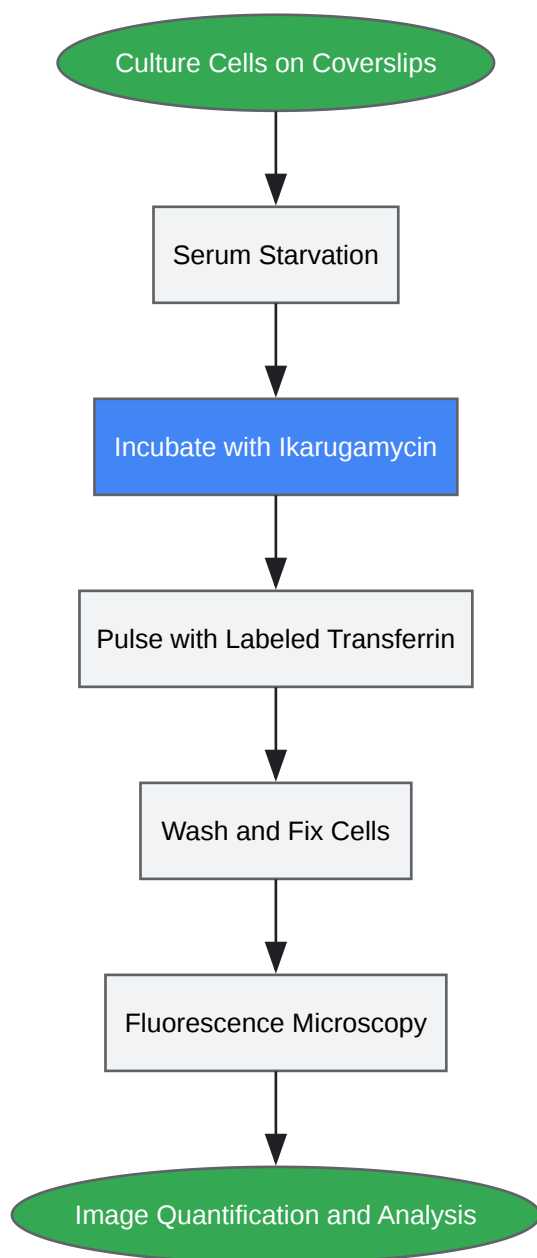 Culture Cells on Coverslips
Serum Starvation
Incubate with Ikarugamycin
Pulse with Labeled Transferrin
Wash and Fix Cells
Fluorescence Microscopy
Image Quantification and Analysis